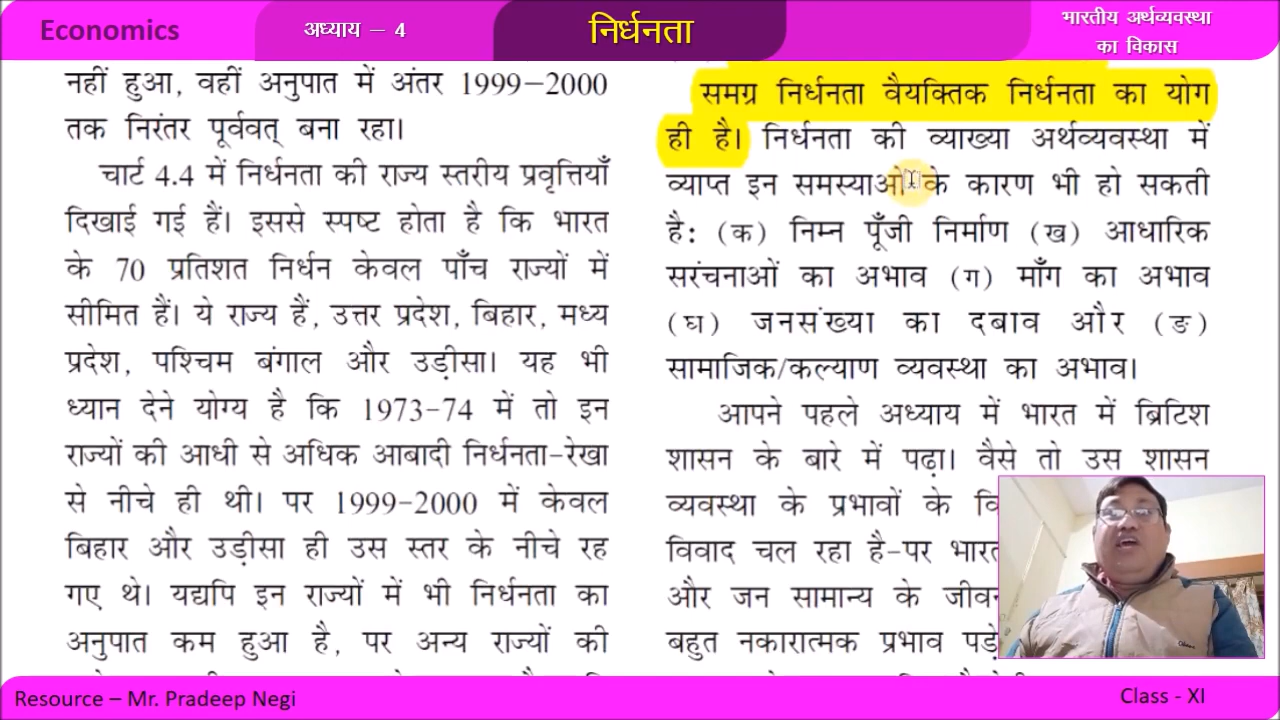 Economics
अध्याय – 4
निर्धनता
भारतीय अर्थव्यवस्था
का विकास
नहीं हुआ, वहीं अनुपात में अंतर 1999–2000
तक निरंतर पूर्ववत् बना रहा।
चार्ट 4.4 में निर्धनता की राज्य स्तरीय प्रवृत्तियाँ
दिखाई गई हैं। इससे स्पष्ट होता है कि भारत
के 70 प्रतिशत निर्धन केवल पाँच राज्यों में
सीमित हैं। ये राज्य हैं, उत्तर प्रदेश, बिहार, मध्य
प्रदेश, पश्चिम बंगाल और उड़ीसा। यह भी
ध्यान देने योग्य है कि 1973-74 में तो इन
राज्यों की आधी से अधिक आबादी निर्धनता-रेखा
से नीचे ही थी। पर 1999-2000 में केवल
बिहार और उड़ीसा ही उस स्तर के नीचे रह
गए थे। यद्यपि इन राज्यों में भी निर्धनता का
अनुपात कम हुआ है, पर अन्य राज्यों की
समग्र निर्धनता वैयक्तिक निर्धनता का योग
ही है। निर्धनता की व्याख्या अर्थव्यवस्था में
व्याप्त इन समस्याओं के कारण भी हो सकती
है: (क) निम्न पूँजी निर्माण (ख) आधारिक
सरंचनाओं का अभाव (ग) माँग का अभाव
(घ) जनसंख्या का दबाव और (ङ)
सामाजिक/कल्याण व्यवस्था का अभाव।
आपने पहले अध्याय में भारत में ब्रिटिश
शासन के बारे में पढ़ा। वैसे तो उस शासन
व्यवस्था के प्रभावों के
विवाद चल रहा है-पर भारत
और जन सामान्य के
बहुत नकारात्मक प्रभाव
Resource – Mr. Pradeep Negi
Class - XI